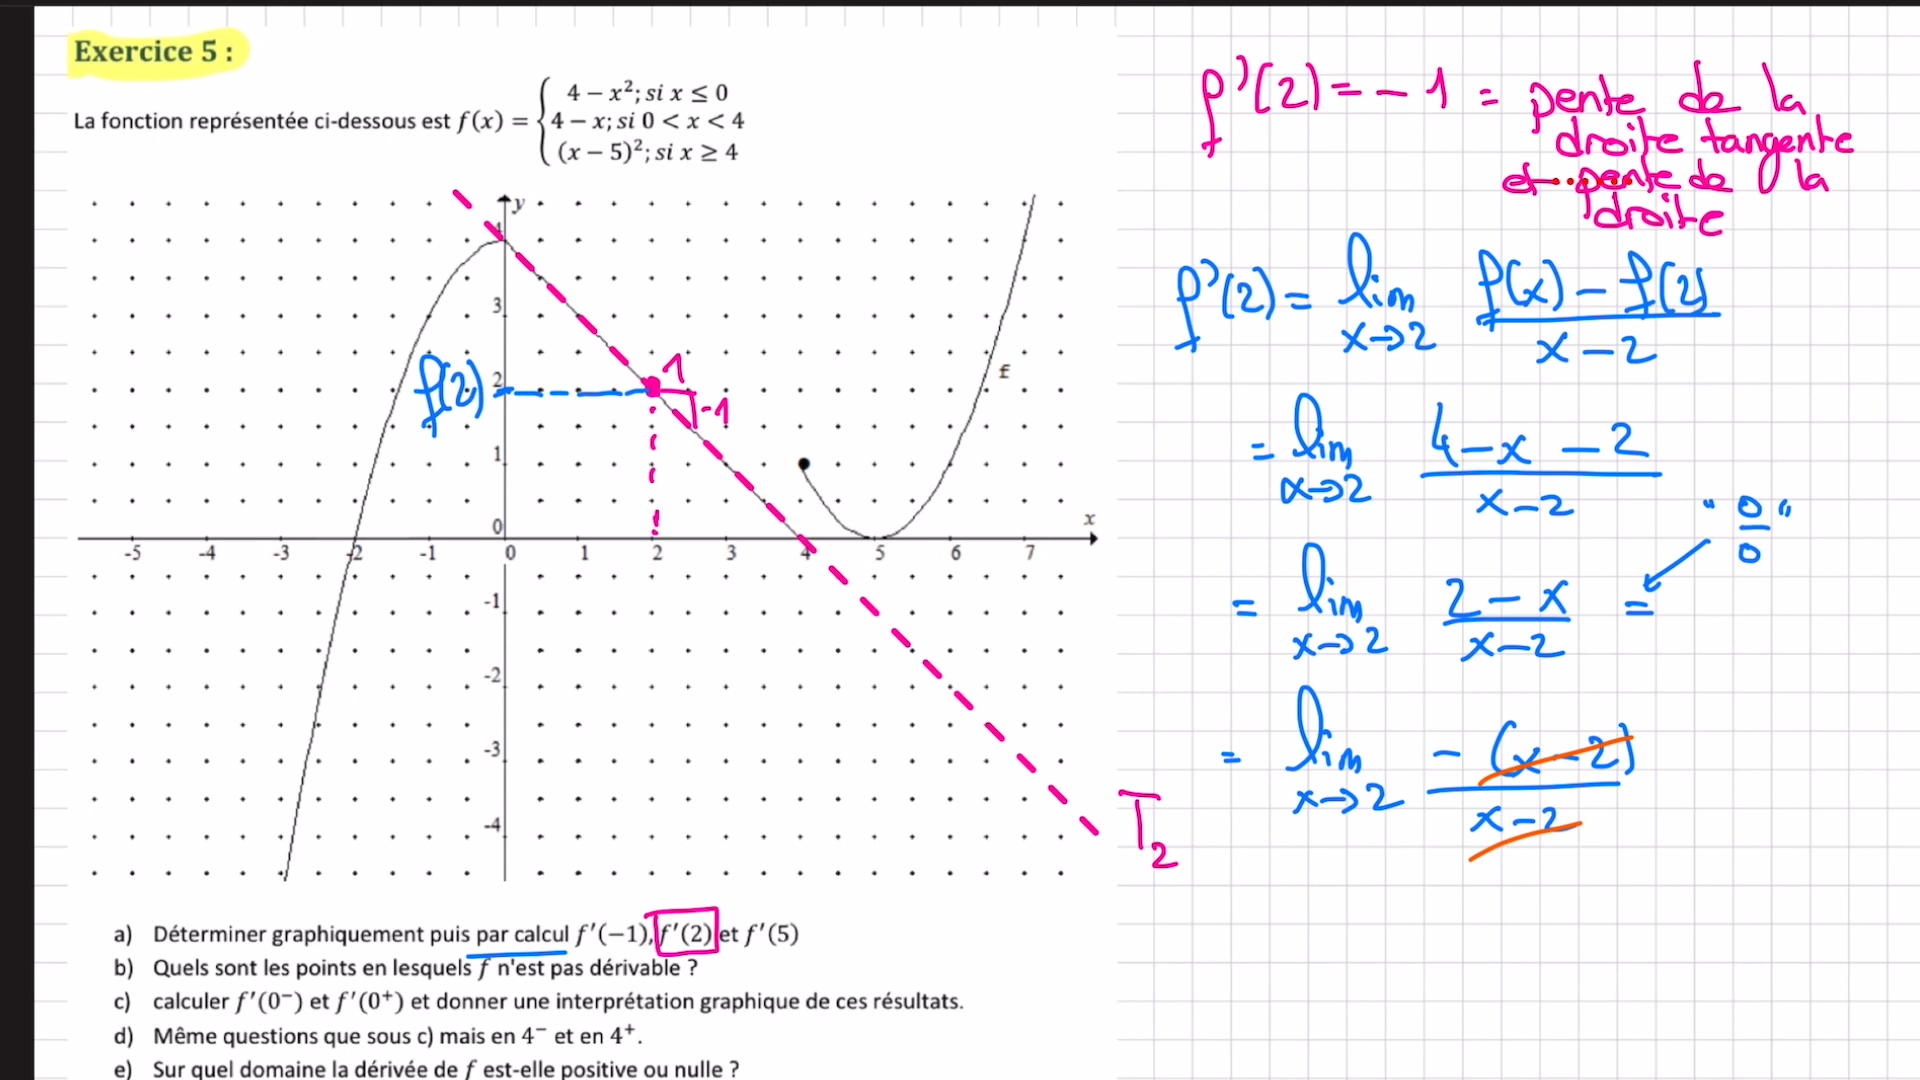 Exercice 5 :
La fonction représentée ci-dessous est f(x) = { 4 − x²; si x ≤ 0
4 − x; si 0 < x < 4
(x − 5)²; si x ≥ 4
y
4
3
2
1
0
-5 -4 -3 -2 -1 0 1 2 3 4 5 6 7
x
-1
-2
-3
-4
f
f(2)
1
-1
T₂
a) Déterminer graphiquement puis par calcul f′(−1), f′(2) et f′(5)
b) Quels sont les points en lesquels f n'est pas dérivable ?
c) calculer f′(0⁻) et f′(0⁺) et donner une interprétation graphique de ces résultats.
d) Même questions que sous c) mais en 4⁻ et en 4⁺.
e) Sur quel domaine la dérivée de f est-elle positive ou nulle ?
f'(2) = -1 = pente de la
droite tangente
et pente de la
droite
f'(2) = lim x→2 (f(x) - f(2))/(x-2)
= lim x→2 (4-x-2)/(x-2)
"0/0"
= lim x→2 (2-x)/(x-2) =
= lim x→2 -(x-2)/(x-2)